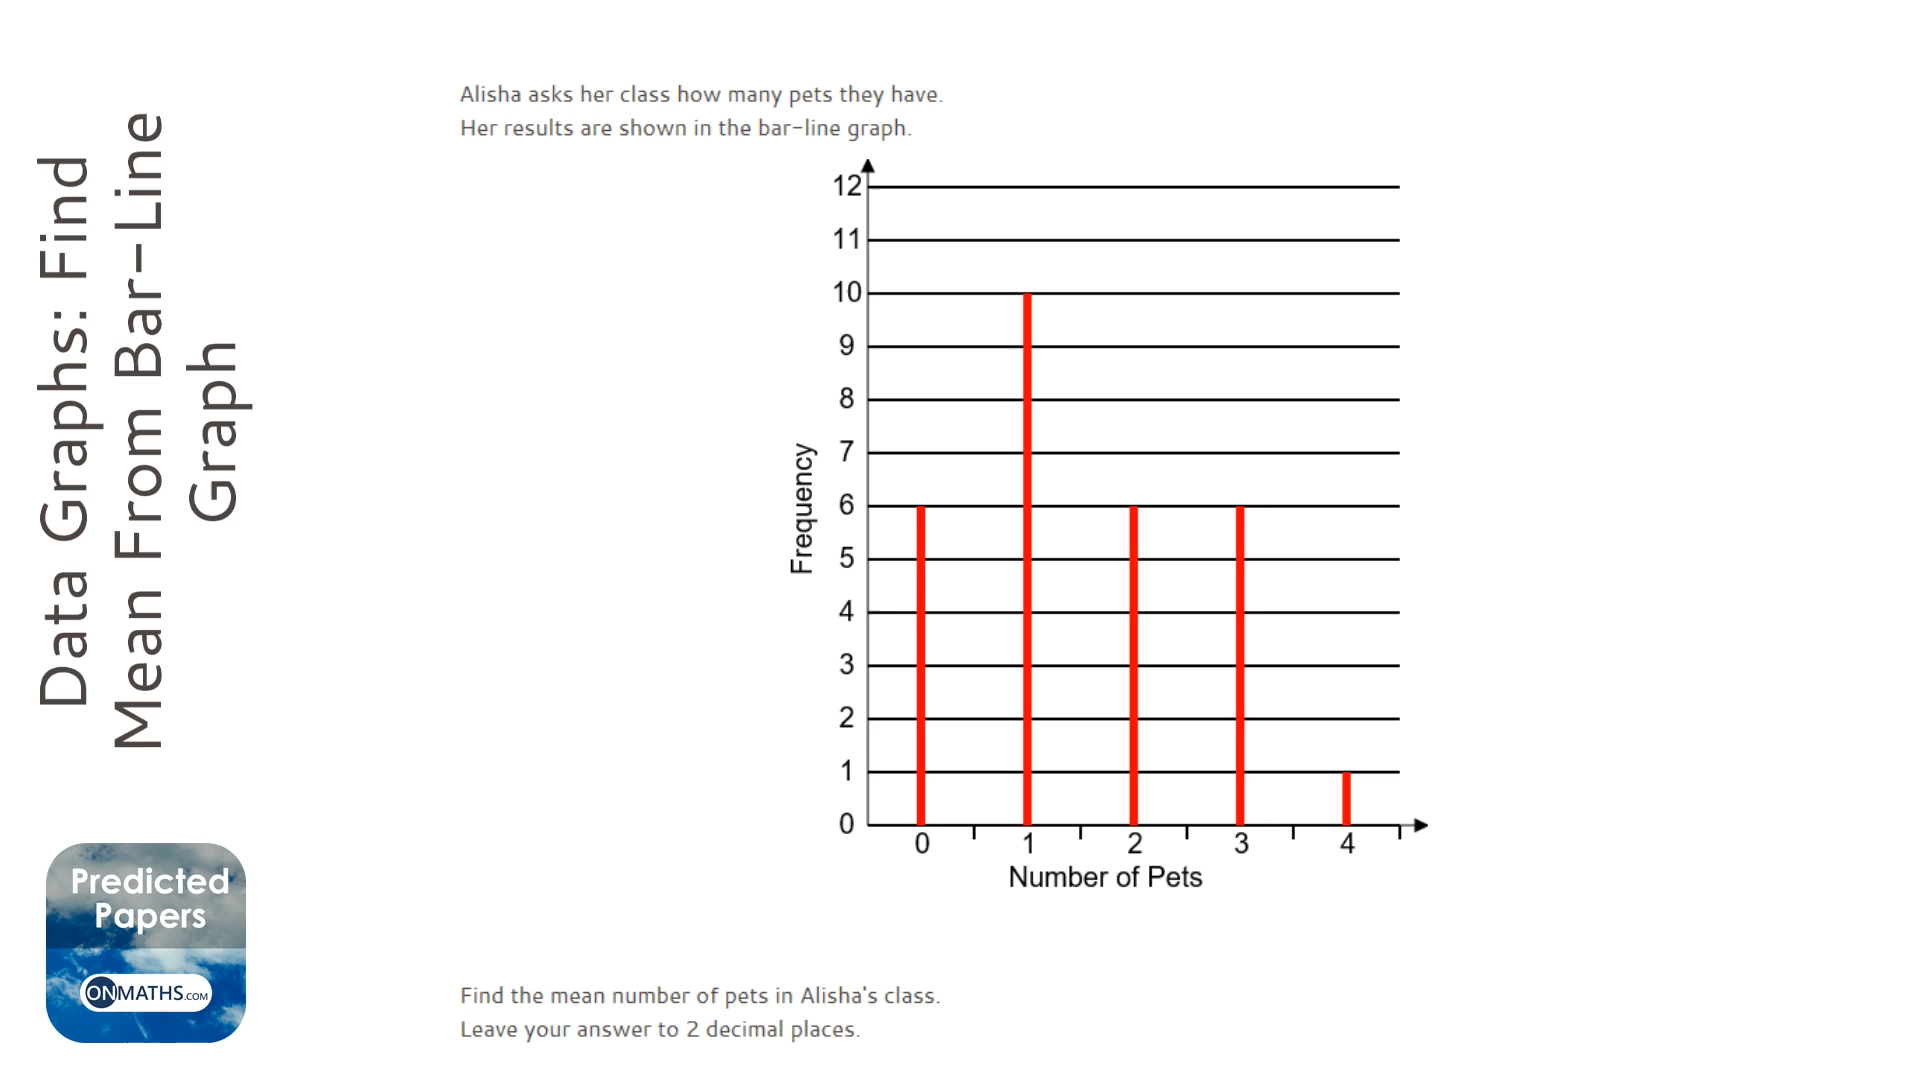 Data Graphs: Find
Mean From Bar-Line
Graph
Alisha asks her class how many pets they have.
Her results are shown in the bar-line graph.
12
11
10
9
8
7
6
5
4
3
2
1
0
Frequency
0 1 2 3 4
Number of Pets
Find the mean number of pets in Alisha's class.
Leave your answer to 2 decimal places.
Predicted
Papers
ONMATHS.COM